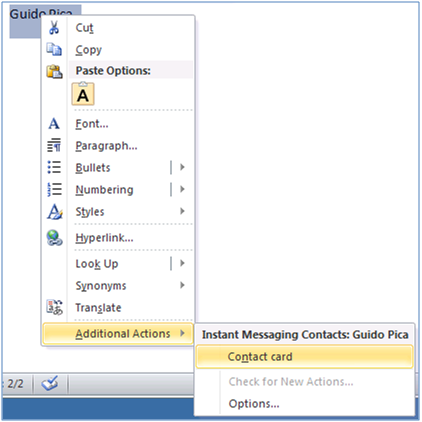 Guido Pica
Cut
Copy
Paste Options:
A
A Font...
Paragraph...
Bullets
Numbering
Styles
Hyperlink...
Look Up
Synonyms
Translate
Additional Actions
Instant Messaging Contacts: Guido Pica
Contact card
Check for New Actions...
Options...
: 2/2